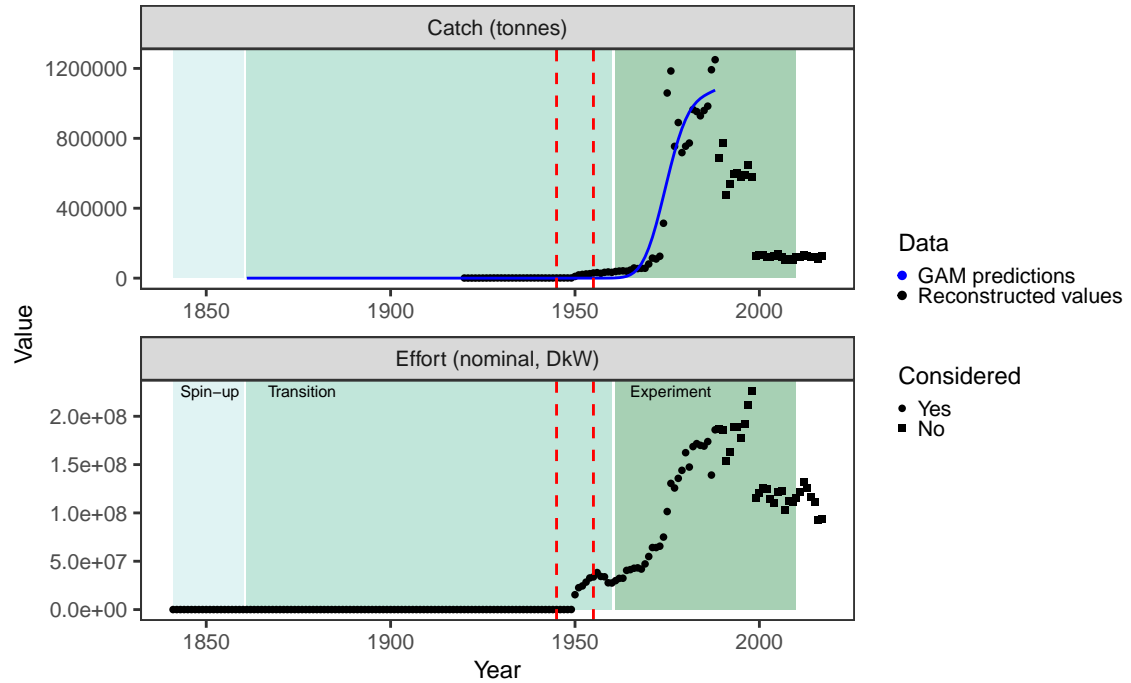 Catch (tonnes)
1200000
800000
400000
0
1850
1900
1950
2000
Value
Effort (nominal, DkW)
Spin−up
Transition
Experiment
2.0e+08
1.5e+08
1.0e+08
5.0e+07
0.0e+00
1850
1900
1950
2000
Year
Data
GAM predictions
Reconstructed values
Considered
Yes
No